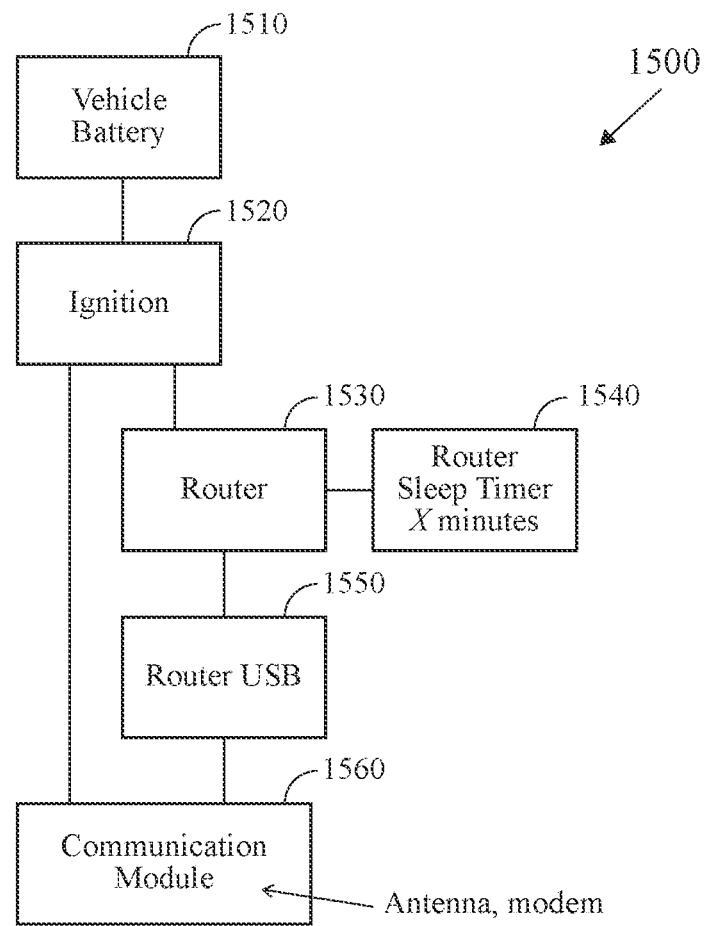 1510
1500
Vehicle
Battery
1520
Ignition
1530
1540
Router
Router
Sleep Timer
X minutes
1550
Router USB
1560
Communication
Module
Antenna, modem